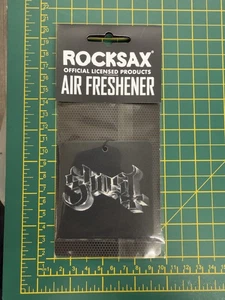 ROCKSAX®
OFFICIAL LICENSED PRODUCTS
AIR FRESHENER
Ghost